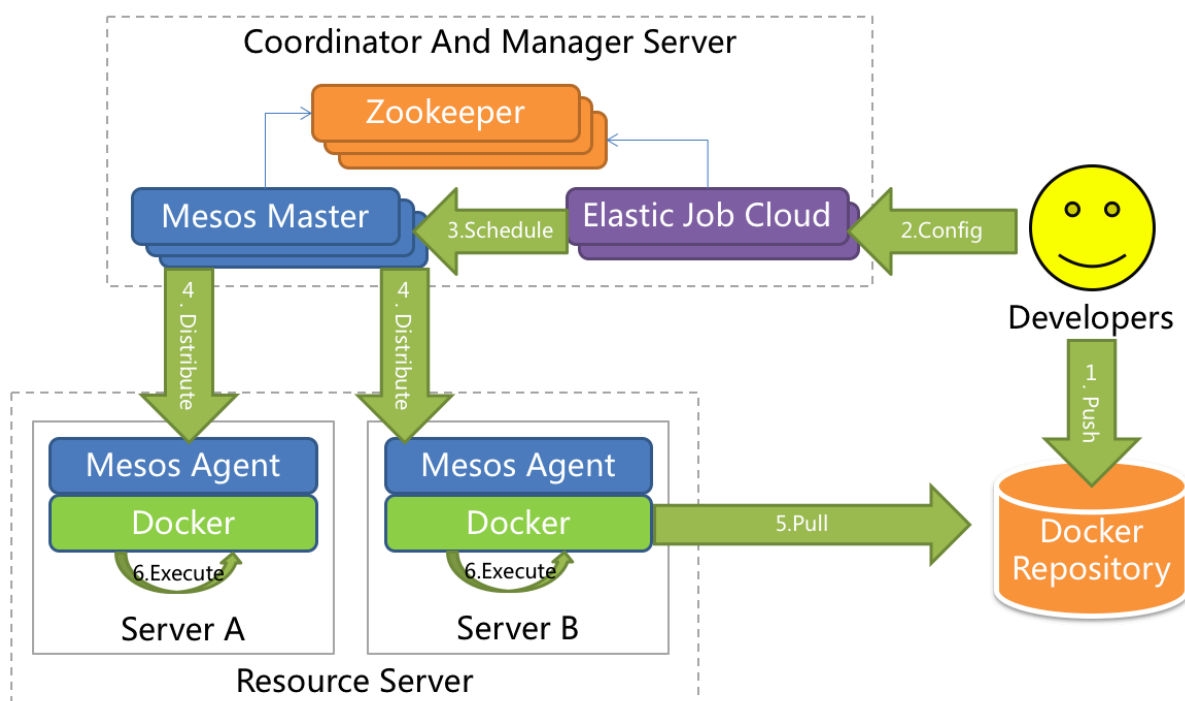 Coordinator And Manager Server
Zookeeper
Mesos Master
3.Schedule
Elastic Job Cloud
2.Config
Developers
4. Distribute
4. Distribute
1. Push
Mesos Agent
Docker
6.Execute
Server A
Mesos Agent
Docker
6.Execute
Server B
5.Pull
Docker
Repository
Resource Server